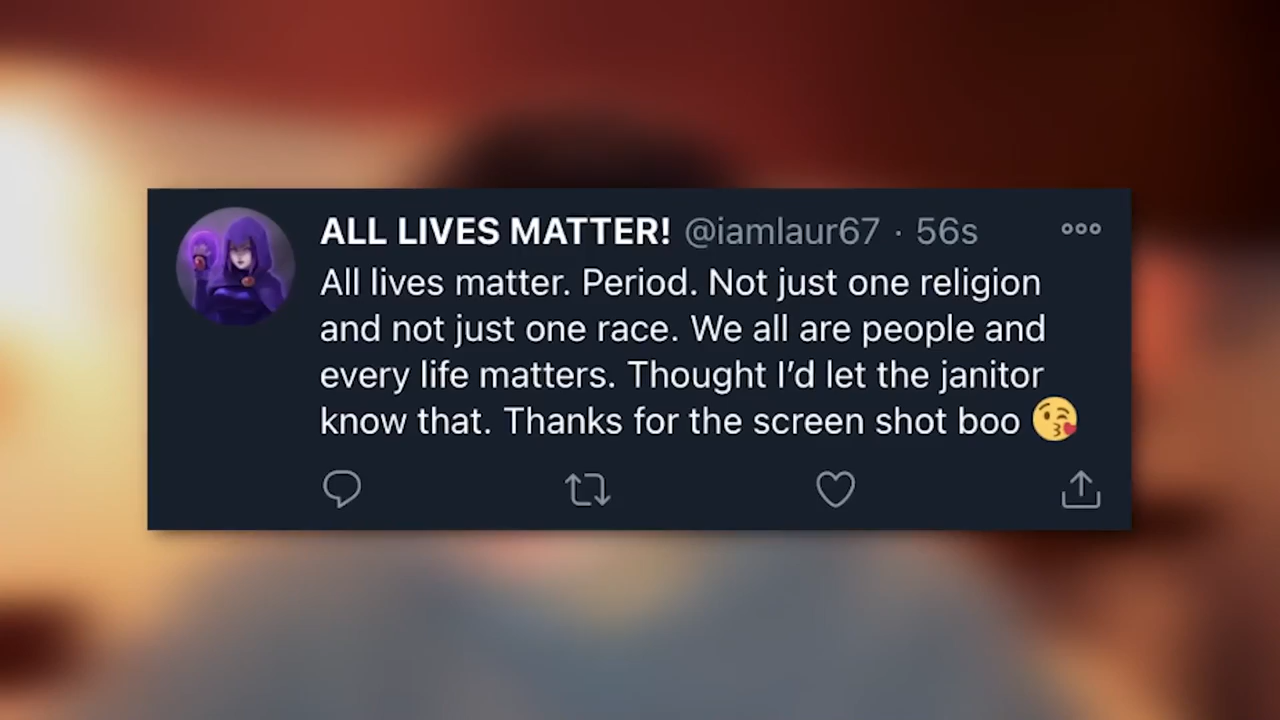 ALL LIVES MATTER! @iamlaur67 · 56s
All lives matter. Period. Not just one religion
and not just one race. We all are people and
every life matters. Thought I’d let the janitor
know that. Thanks for the screen shot boo 😘